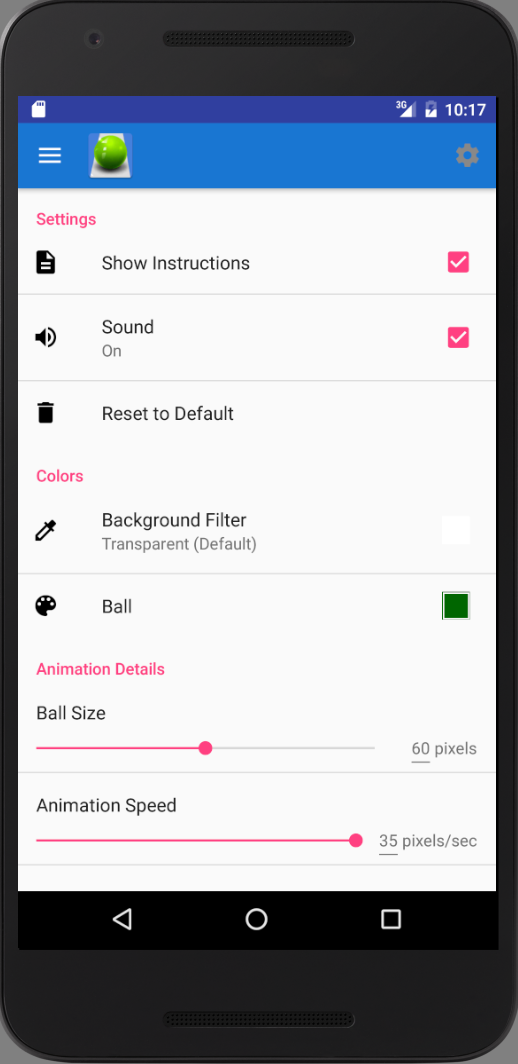 3G 10:17
Settings
Show Instructions
Sound
On
Reset to Default
Colors
Background Filter
Transparent (Default)
Ball
Animation Details
Ball Size
60 pixels
Animation Speed
35 pixels/sec